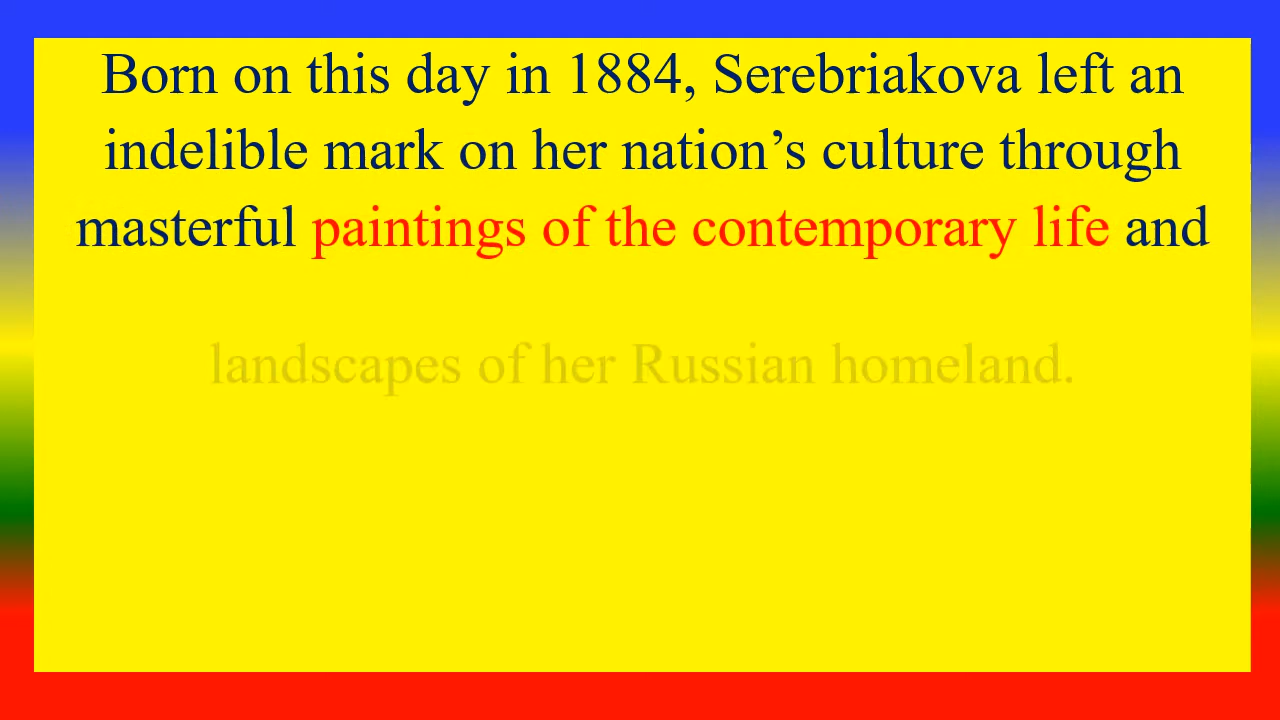 Born on this day in 1884, Serebriakova left an
indelible mark on her nation’s culture through
masterful paintings of the contemporary life and
landscapes of her Russian homeland.